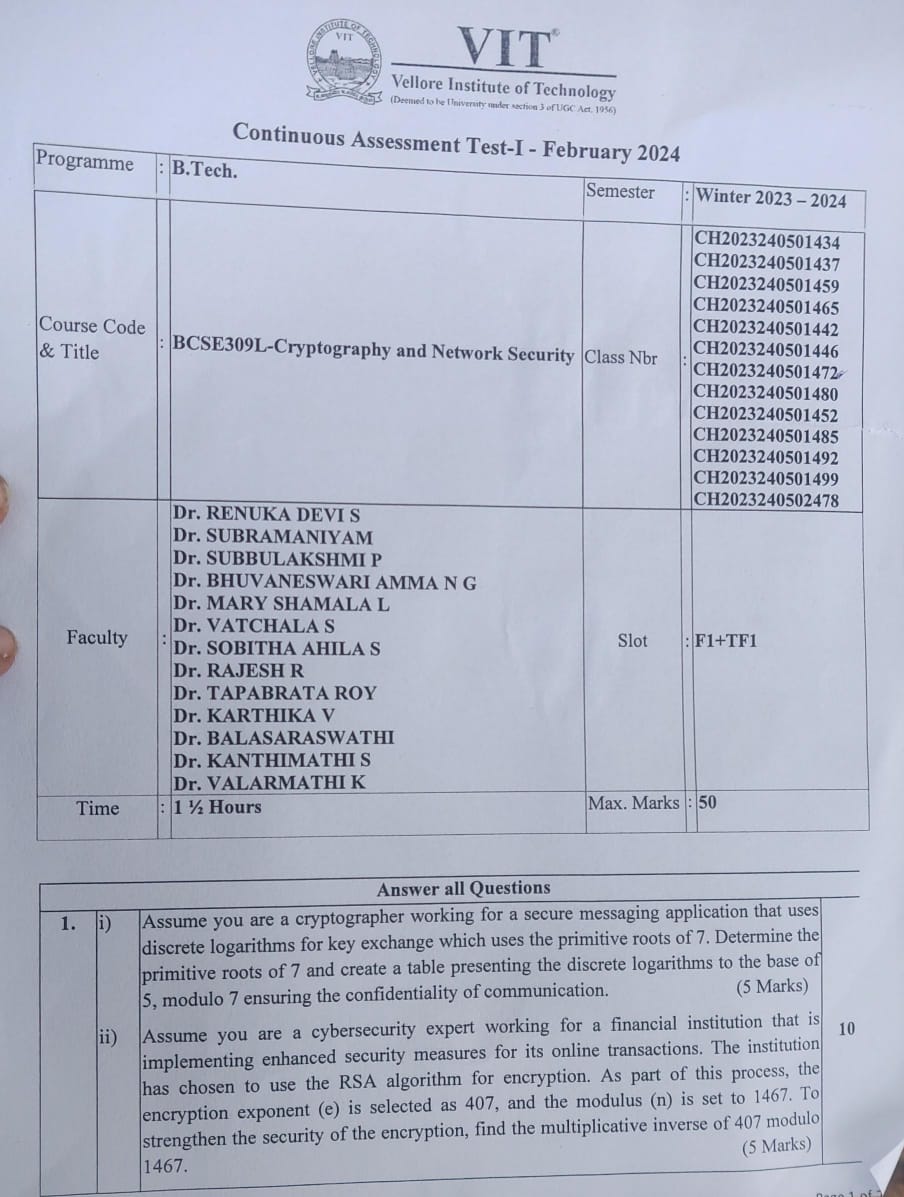 VELLORE INSTITUTE OF TECHNOLOGY
VIT
VIT®
Vellore Institute of Technology
(Deemed to be University under section 3 of UGC Act, 1956)
Continuous Assessment Test-I - February 2024
Programme : B.Tech. Semester : Winter 2023 – 2024
Course Code & Title : BCSE309L-Cryptography and Network Security Class Nbr :
CH2023240501434
CH2023240501437
CH2023240501459
CH2023240501465
CH2023240501442
CH2023240501446
CH2023240501472
CH2023240501480
CH2023240501452
CH2023240501485
CH2023240501492
CH2023240501499
CH2023240502478
Faculty :
Dr. RENUKA DEVI S
Dr. SUBRAMANIYAM
Dr. SUBBULAKSHMI P
Dr. BHUVANESWARI AMMA N G
Dr. MARY SHAMALA L
Dr. VATCHALA S
Dr. SOBITHA AHILA S
Dr. RAJESH R
Dr. TAPABRATA ROY
Dr. KARTHIKA V
Dr. BALASARASWATHI
Dr. KANTHIMATHI S
Dr. VALARMATHI K
Slot : F1+TF1
Time : 1 ½ Hours Max. Marks : 50
Answer all Questions
1. i) Assume you are a cryptographer working for a secure messaging application that uses
discrete logarithms for key exchange which uses the primitive roots of 7. Determine the
primitive roots of 7 and create a table presenting the discrete logarithms to the base of
5, modulo 7 ensuring the confidentiality of communication. (5 Marks)
ii) Assume you are a cybersecurity expert working for a financial institution that is 10
implementing enhanced security measures for its online transactions. The institution
has chosen to use the RSA algorithm for encryption. As part of this process, the
encryption exponent (e) is selected as 407, and the modulus (n) is set to 1467. To
strengthen the security of the encryption, find the multiplicative inverse of 407 modulo
1467. (5 Marks)